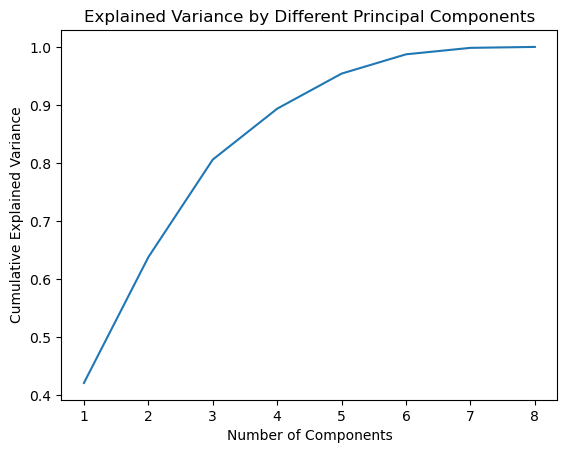 Explained Variance by Different Principal Components
1.0
0.9
0.8
0.7
0.6
0.5
0.4
Cumulative Explained Variance
1 2 3 4 5 6 7 8
Number of Components